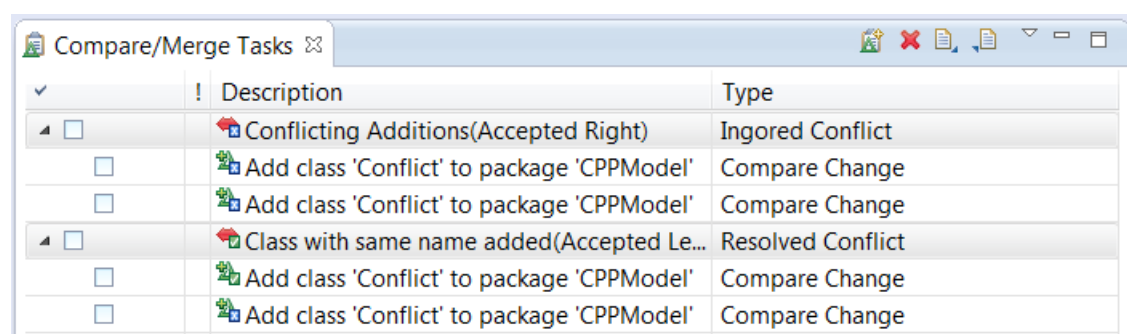 Compare/Merge Tasks
! Description Type
Conflicting Additions(Accepted Right) Ingored Conflict
Add class 'Conflict' to package 'CPPModel' Compare Change
Add class 'Conflict' to package 'CPPModel' Compare Change
Class with same name added(Accepted Le... Resolved Conflict
Add class 'Conflict' to package 'CPPModel' Compare Change
Add class 'Conflict' to package 'CPPModel' Compare Change